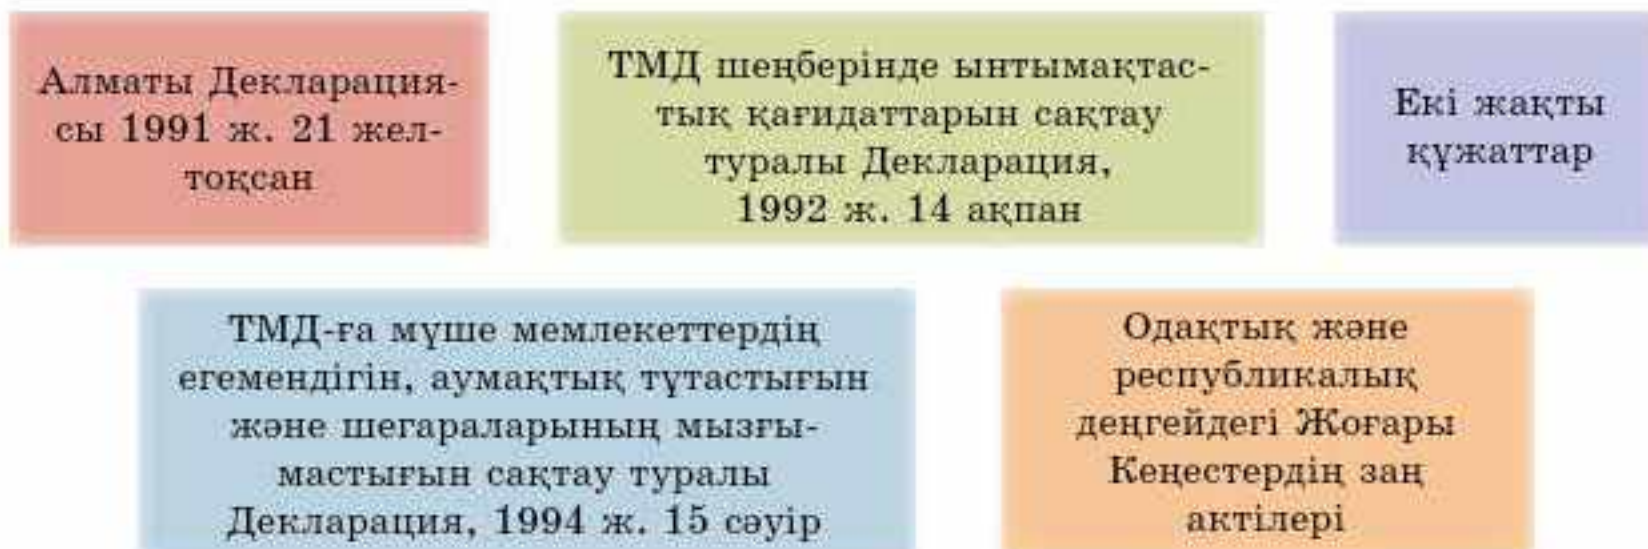 Алматы Декларация-
сы 1991 ж. 21 жел-
тоқсан
ТМД шеңберінде ынтымақтас-
тық қағидаттарын сақтау
туралы Декларация,
1992 ж. 14 ақпан
Екі жақты
құжаттар
ТМД-ға мүше мемлекеттердің
егемендігін, аумақтық тұтастығын
және шегараларының мызғы-
мастығын сақтау туралы
Декларация, 1994 ж. 15 сәуір
Одақтық және
республикалық
деңгейдегі Жоғары
Кеңестердің заң
актілері